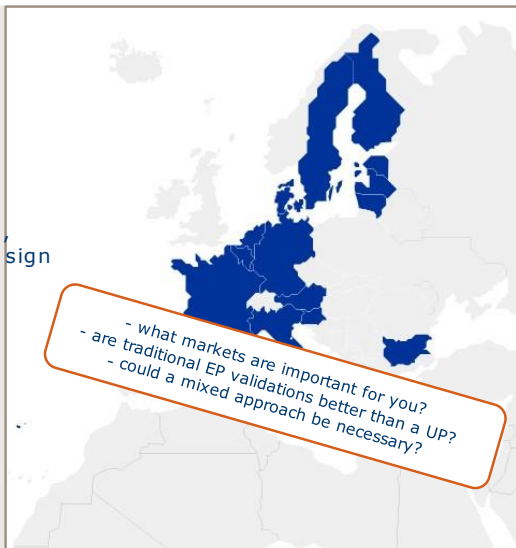 ,
sign
- what markets are important for you?
- are traditional EP validations better than a UP?
- could a mixed approach be necessary?